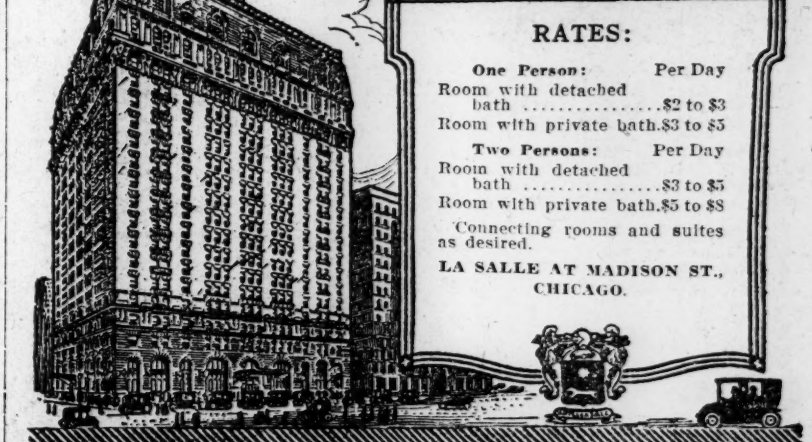 RATES:
One Person: Per Day
Room with detached
bath ................$2 to $3
Room with private bath.$3 to $5
Two Persons: Per Day
Room with detached
bath ................$3 to $5
Room with private bath.$5 to $8
Connecting rooms and suites
as desired.
LA SALLE AT MADISON ST.,
CHICAGO.